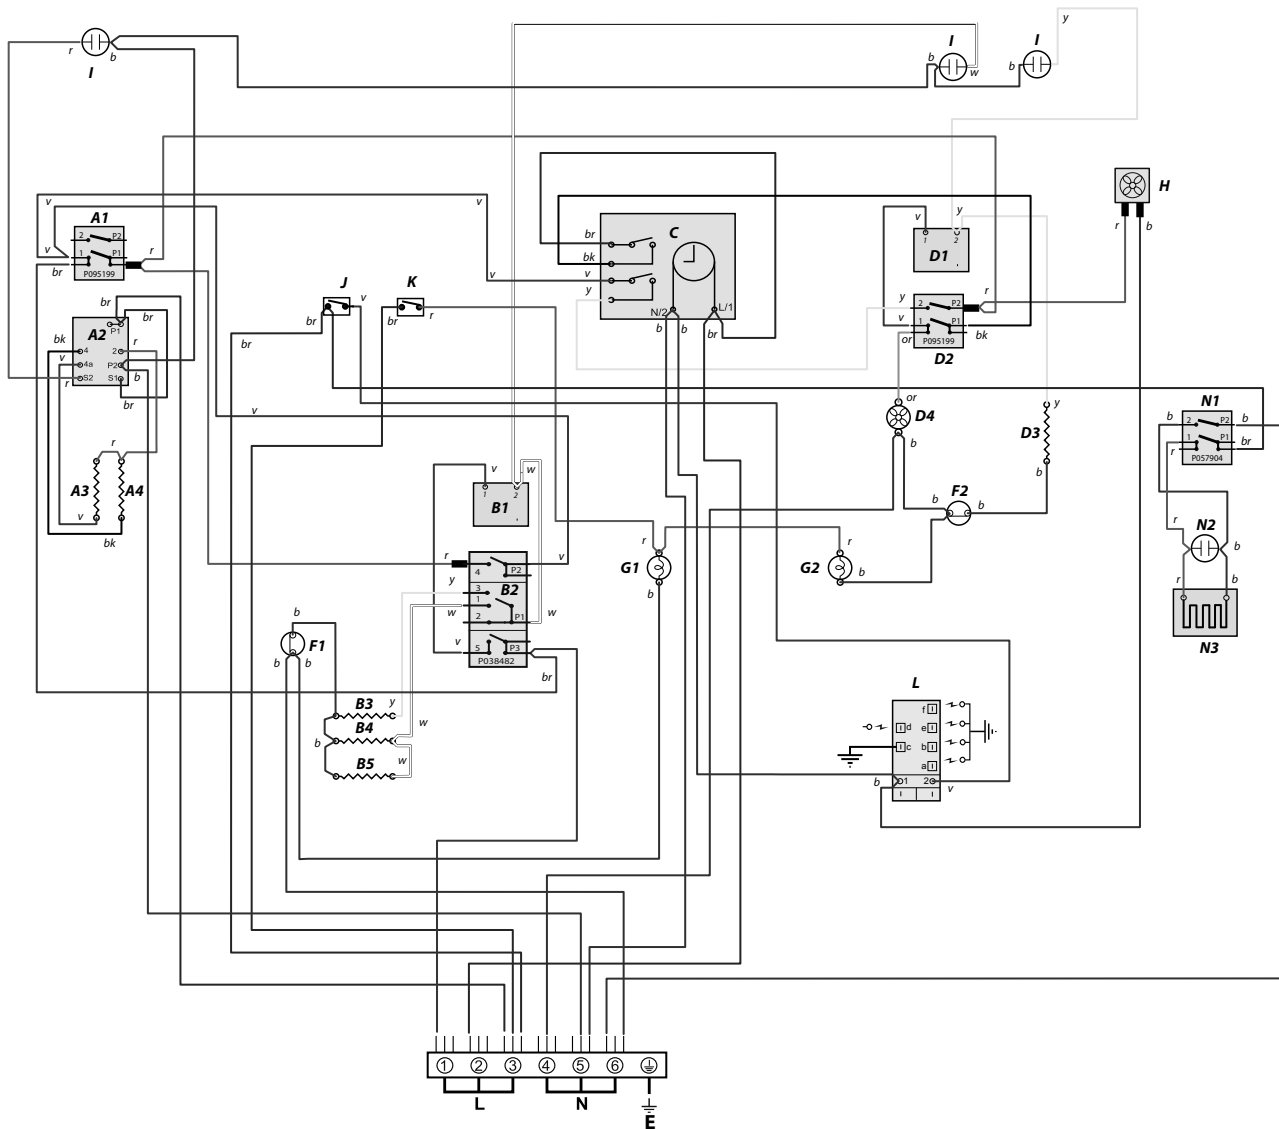 y
r
b
I
b
I
w
b
I
v
v
A1
2
P2
1
P1
P095199
v
br
r
br
bk
v
y
C
N/2
L/1
b
b
br
v
v
y
1
2
D1
H
r
b
J
v
K
br
br
r
y
v
or
2
P2
1
P1
P095199
r
bk
D2
br
br
A2
P1
bk
4
2
r
v
4a
P2
r
S2
S1
b
br
v
or
D4
b
y
D3
b
N1
b
2
P2
b
1
P1
br
r
P057904
r
A3
A4
v
bk
v
w
1
2
B1
b
F2
b
r
N2
b
r
b
N3
r
4
P2
v
y
3
B2
1
w
2
P1
w
v
5
P3
P038482
br
r
G1
b
r
G2
b
b
F1
b
b
B3
y
B4
w
b
B5
w
L
f
d
e
c
b
a
b
1
2
v
1 2 3 4 5 6
L
N
E